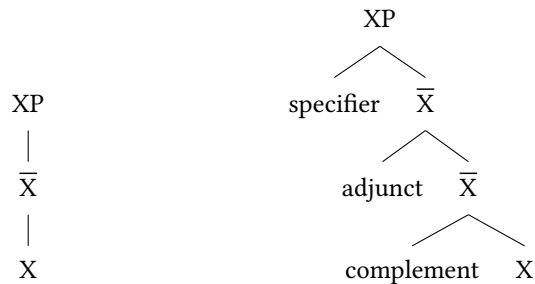 XP
XP
specifier X̅
X̅
adjunct X̅
X
complement X